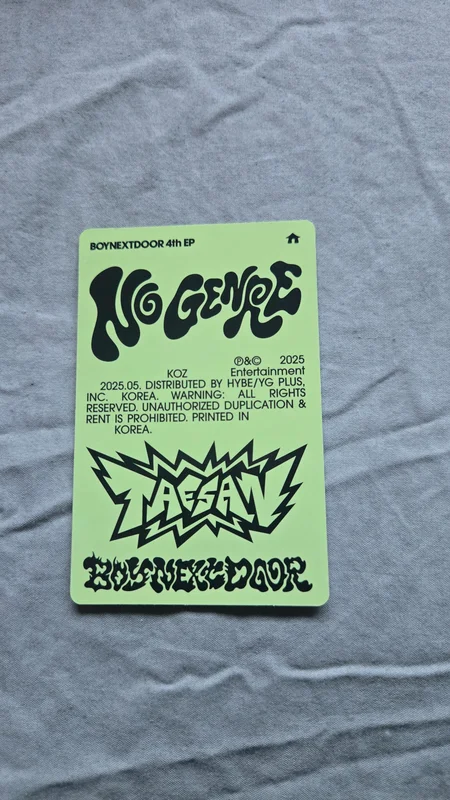 BOYNEXTDOOR 4th EP
NO GENRE
℗&© 2025
KOZ Entertainment
2025.05. DISTRIBUTED BY HYBE/YG PLUS,
INC. KOREA. WARNING: ALL RIGHTS
RESERVED. UNAUTHORIZED DUPLICATION &
RENT IS PROHIBITED. PRINTED IN
KOREA.
TAESAN
BOYNEXTDOOR